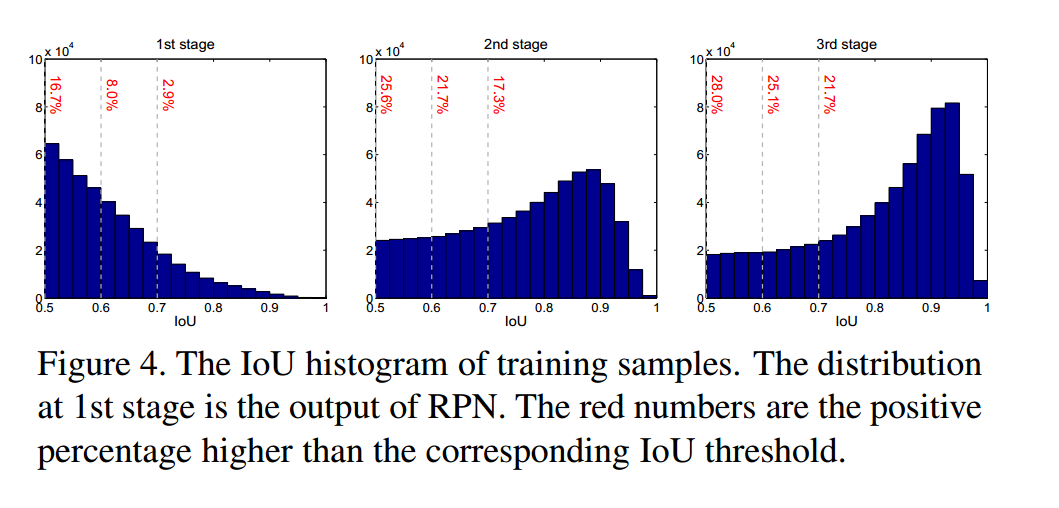 1st stage
10 x 10^4
8
6
4
2
0
16.7%
8.0%
2.9%
0.5 0.6 0.7 0.8 0.9 1
IoU
2nd stage
10 x 10^4
8
6
4
2
0
25.6%
21.7%
17.3%
0.5 0.6 0.7 0.8 0.9 1
IoU
3rd stage
10 x 10^4
8
6
4
2
0
28.0%
25.1%
21.7%
0.5 0.6 0.7 0.8 0.9 1
IoU
Figure 4. The IoU histogram of training samples. The distribution
at 1st stage is the output of RPN. The red numbers are the positive
percentage higher than the corresponding IoU threshold.